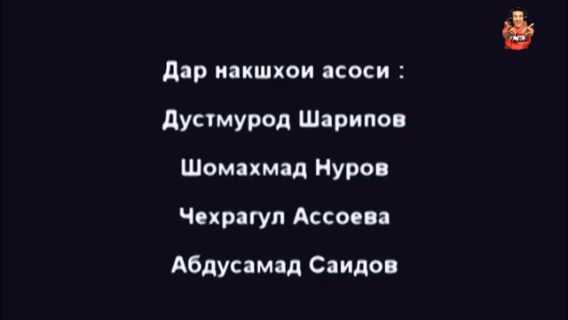 Дар накшхои асоси :
Дустмурод Шарипов
Шомахмад Нуров
Чехрагул Ассоева
Абдусамад Саидов